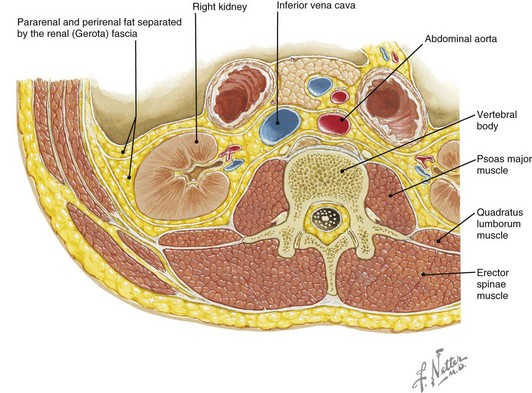 Pararenal and perirenal fat separated
by the renal (Gerota) fascia
Right kidney
Inferior vena cava
Abdominal aorta
Vertebral
body
Psoas major
muscle
Quadratus
lumborum
muscle
Erector
spinae
muscle
F. Netter
M.D.